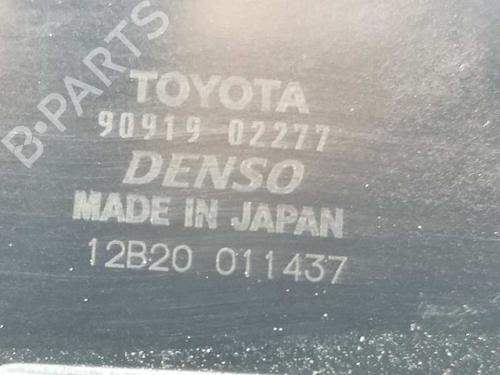 B-PARTS
TOYOTA
90919 02277
DENSO
MADE IN JAPAN
12B20 011437